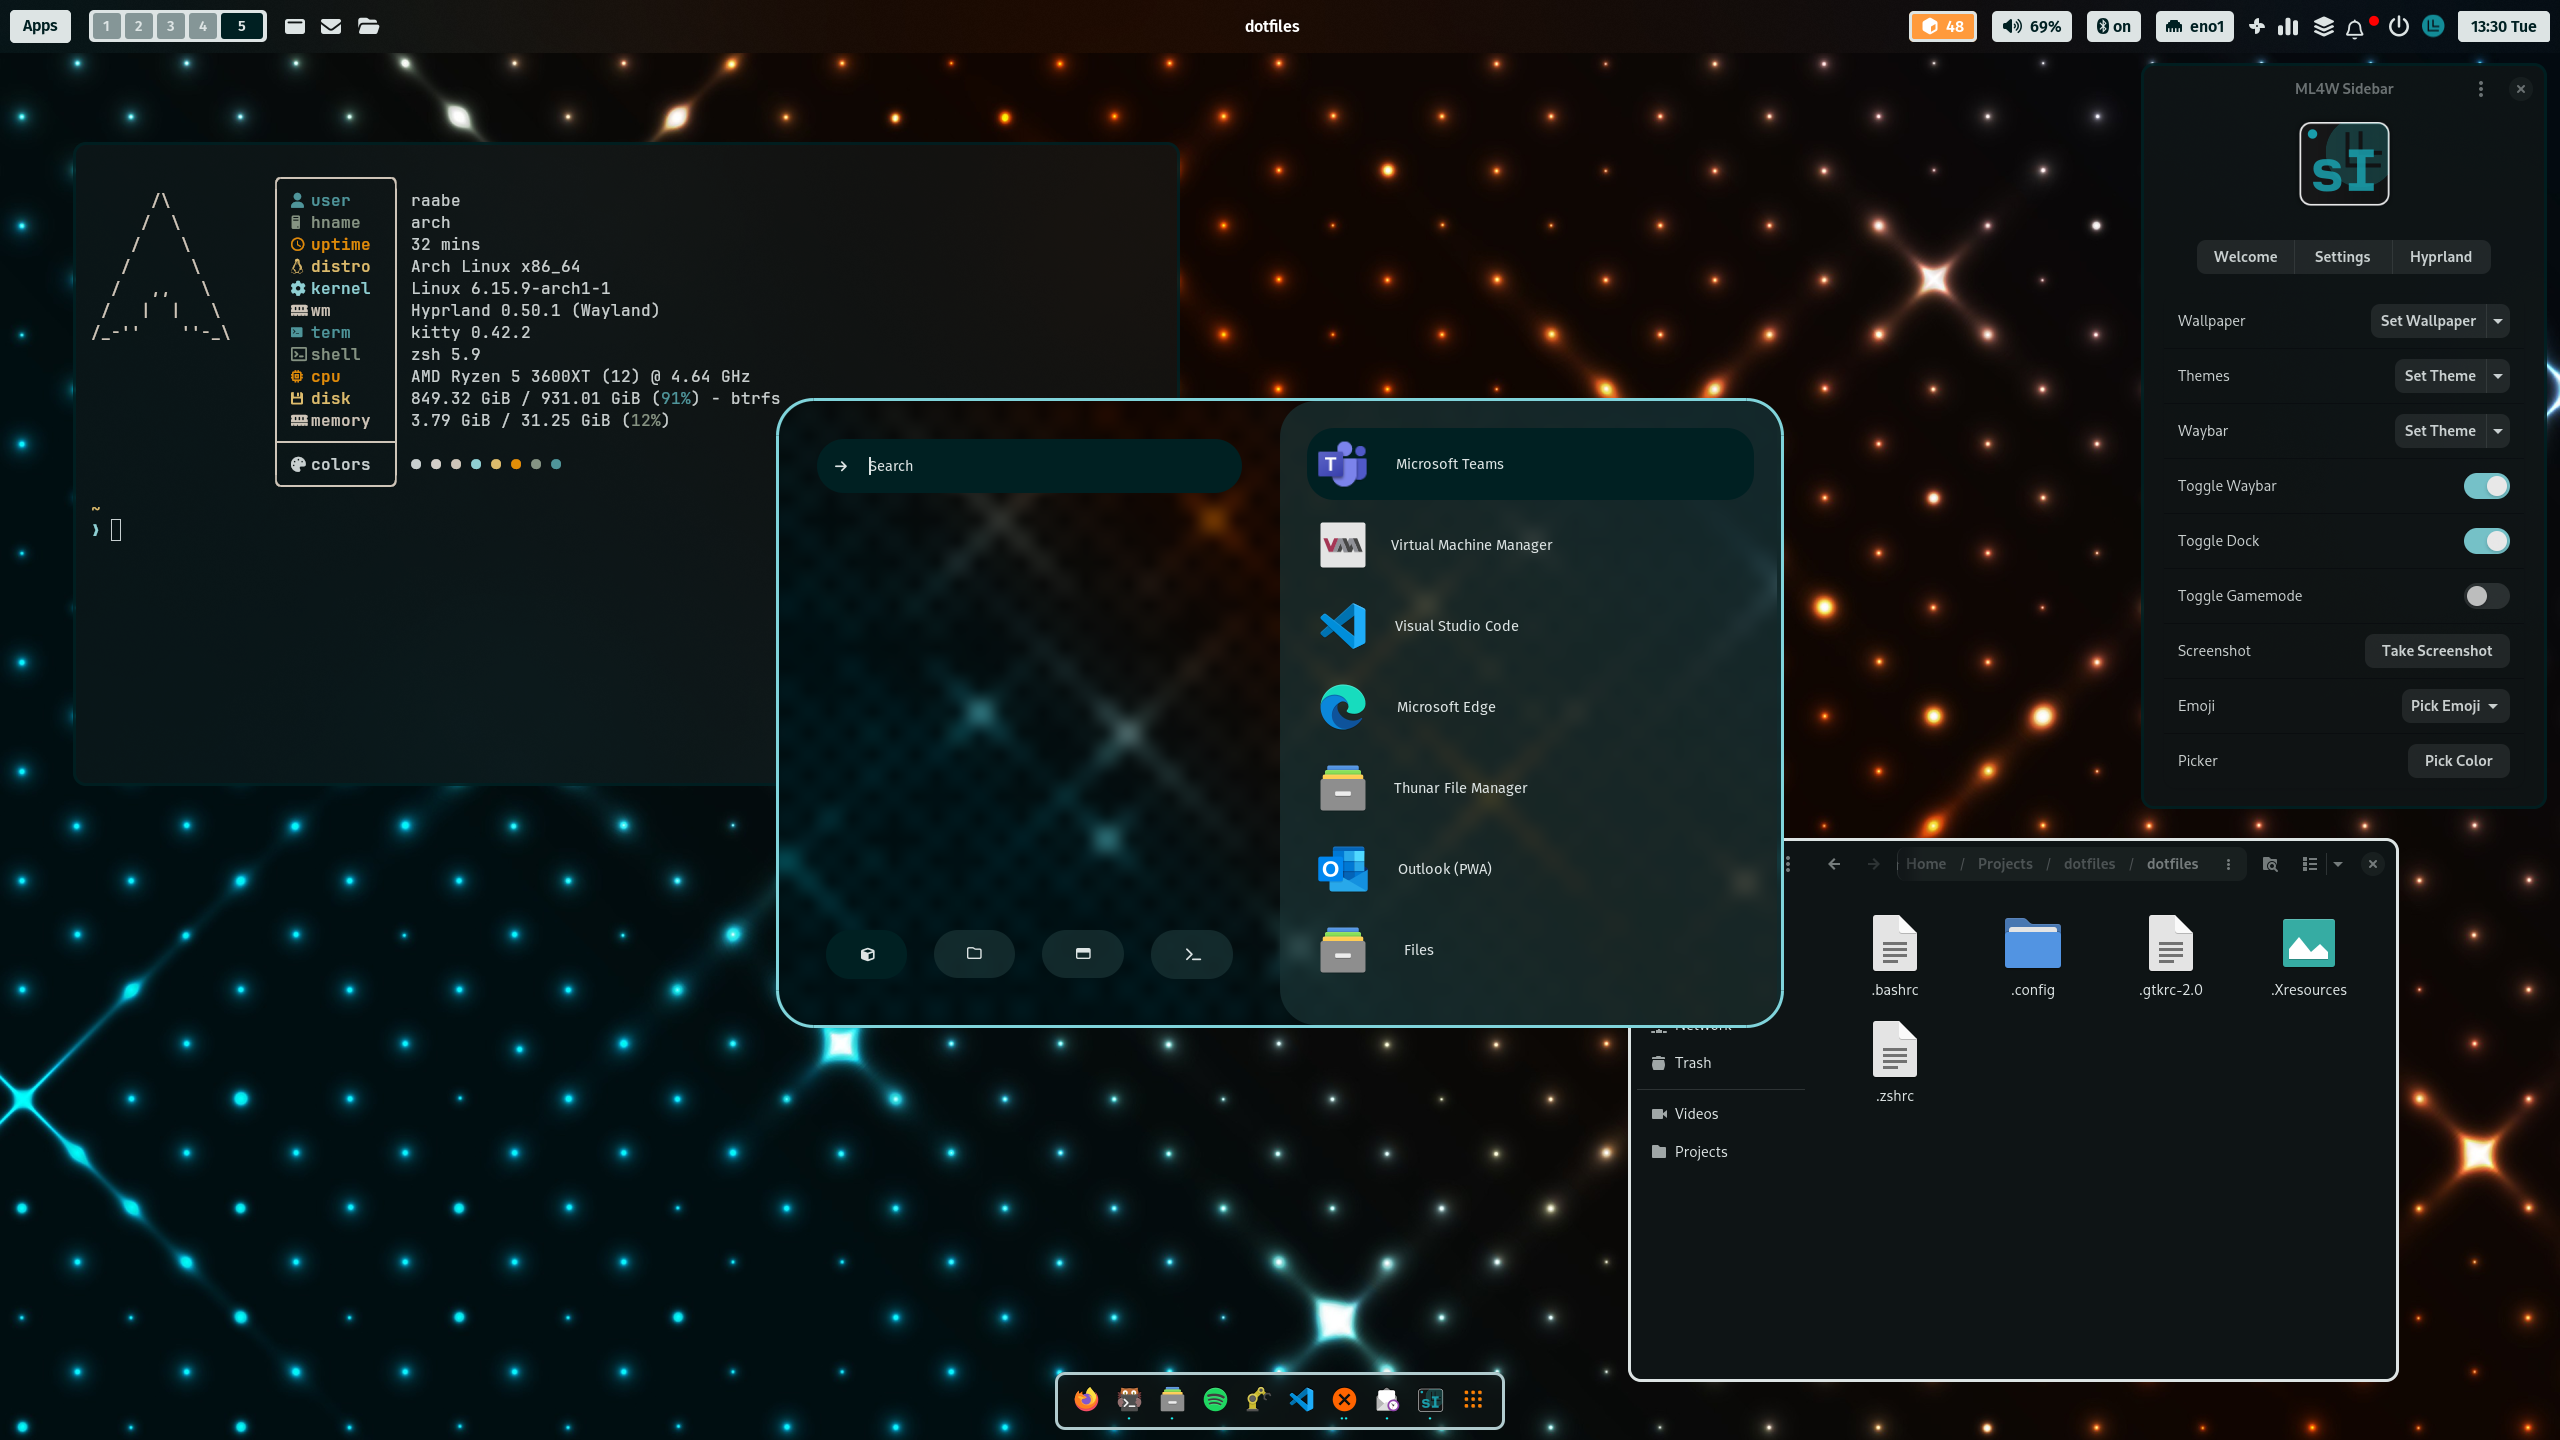 Apps
1 2 3 4 5
dotfiles
48
69%
on
eno1
13:30 Tue
user raabe
hname arch
uptime 32 mins
distro Arch Linux x86_64
kernel Linux 6.15.9-arch1-1
wm Hyprland 0.50.1 (Wayland)
term kitty 0.42.2
shell zsh 5.9
cpu AMD Ryzen 5 3600XT (12) @ 4.64 GHz
disk 849.32 GiB / 931.01 GiB (91%) - btrfs
memory 3.79 GiB / 31.25 GiB (12%)
colors
~
❯
Search
Microsoft Teams
Virtual Machine Manager
Visual Studio Code
Microsoft Edge
Thunar File Manager
Outlook (PWA)
Files
ML4W Sidebar
sI
Welcome Settings Hyprland
Wallpaper Set Wallpaper
Themes Set Theme
Waybar Set Theme
Toggle Waybar
Toggle Dock
Toggle Gamemode
Screenshot Take Screenshot
Emoji Pick Emoji
Picker Pick Color
Home / Projects / dotfiles / dotfiles
.bashrc .config .gtkrc-2.0 .Xresources
.zshrc
Network
Trash
Videos
Projects